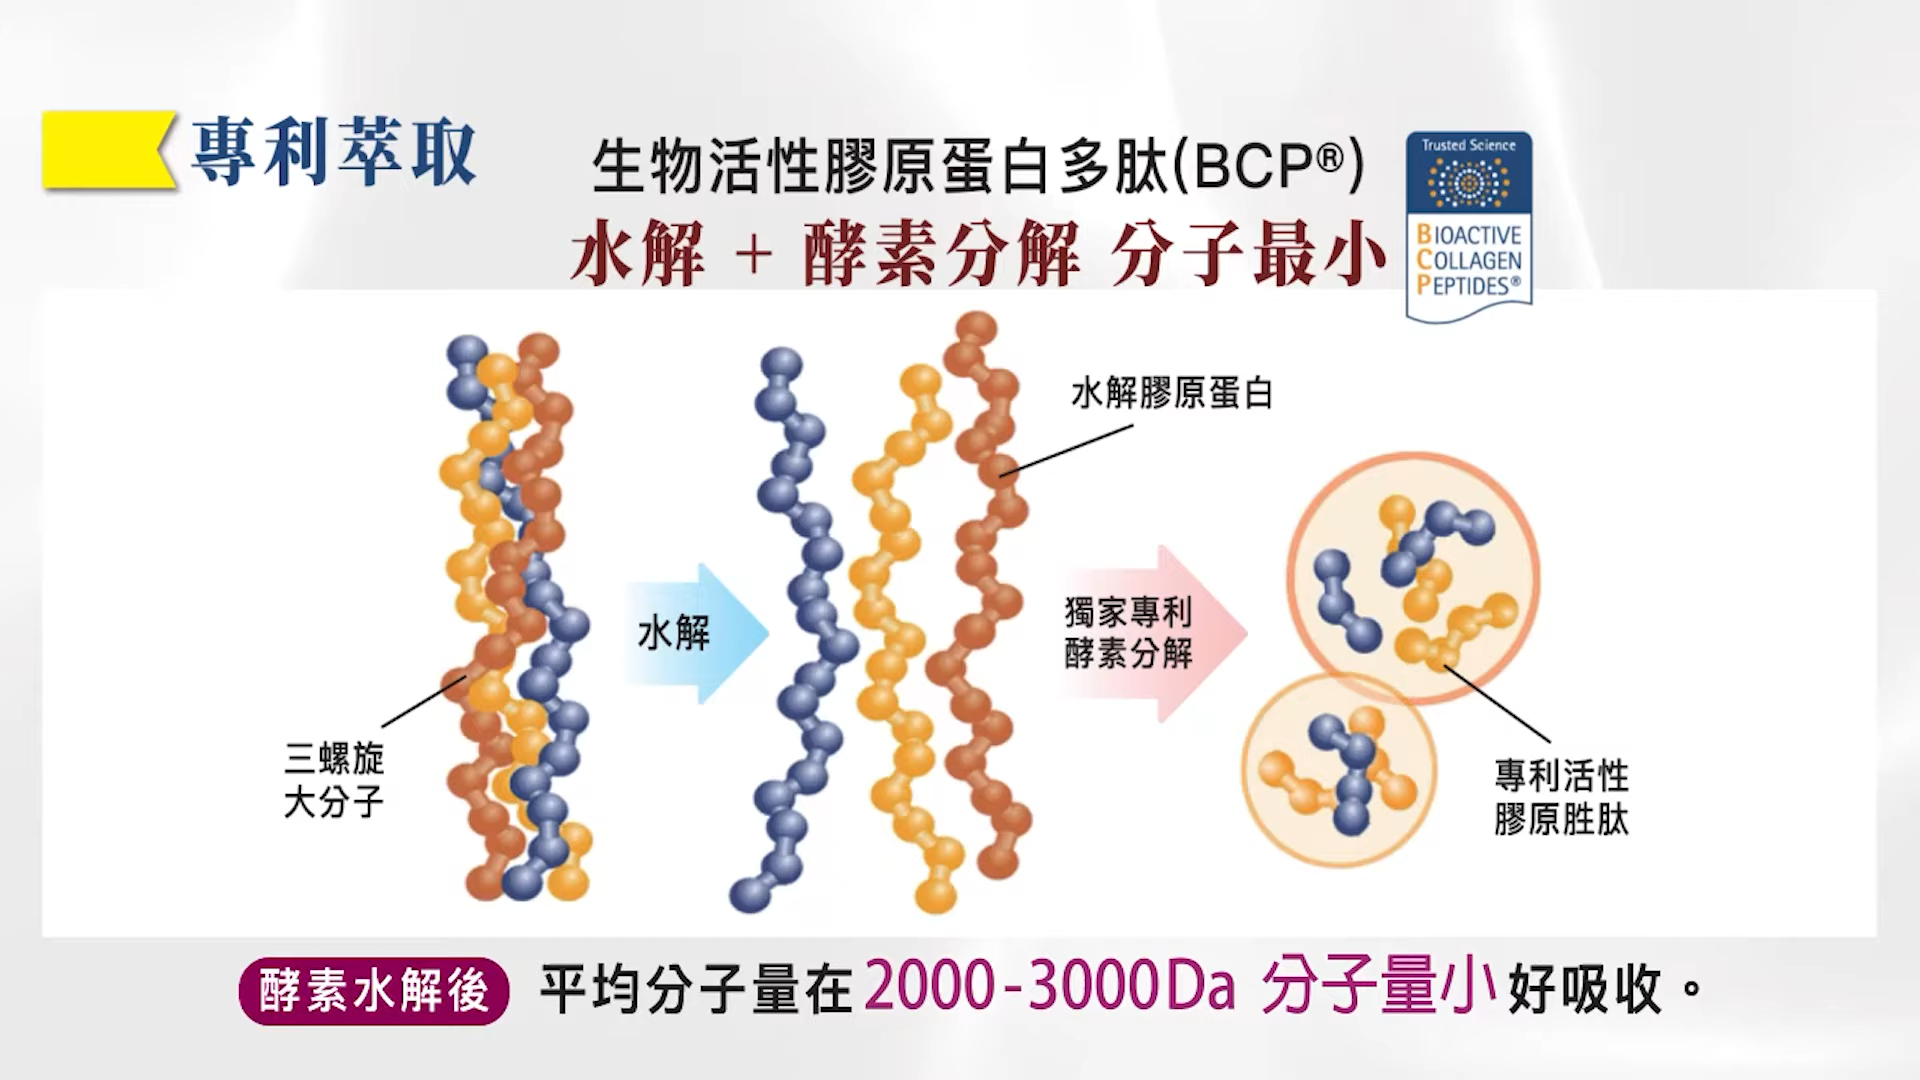 專利萃取
生物活性膠原蛋白多肽(BCP®)
水解 + 酵素分解 分子最小
Trusted Science
BIOACTIVE
COLLAGEN
PEPTIDES®
水解膠原蛋白
水解
獨家專利
酵素分解
三螺旋
大分子
專利活性
膠原胜肽
酵素水解後 平均分子量在2000-3000Da 分子量小 好吸收。